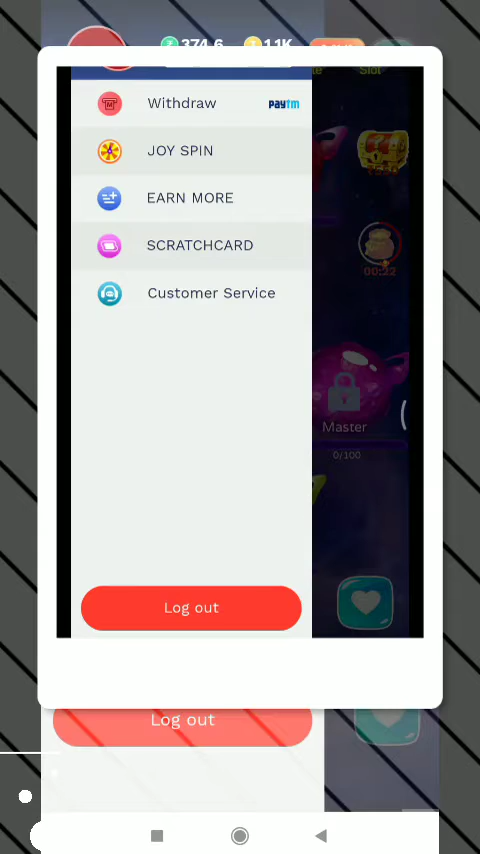 374.6 1.1K
Slot
Withdraw Paytm
JOY SPIN
EARN MORE
00:22
SCRATCHCARD
Customer Service
Master
0/100
Log out
Log out